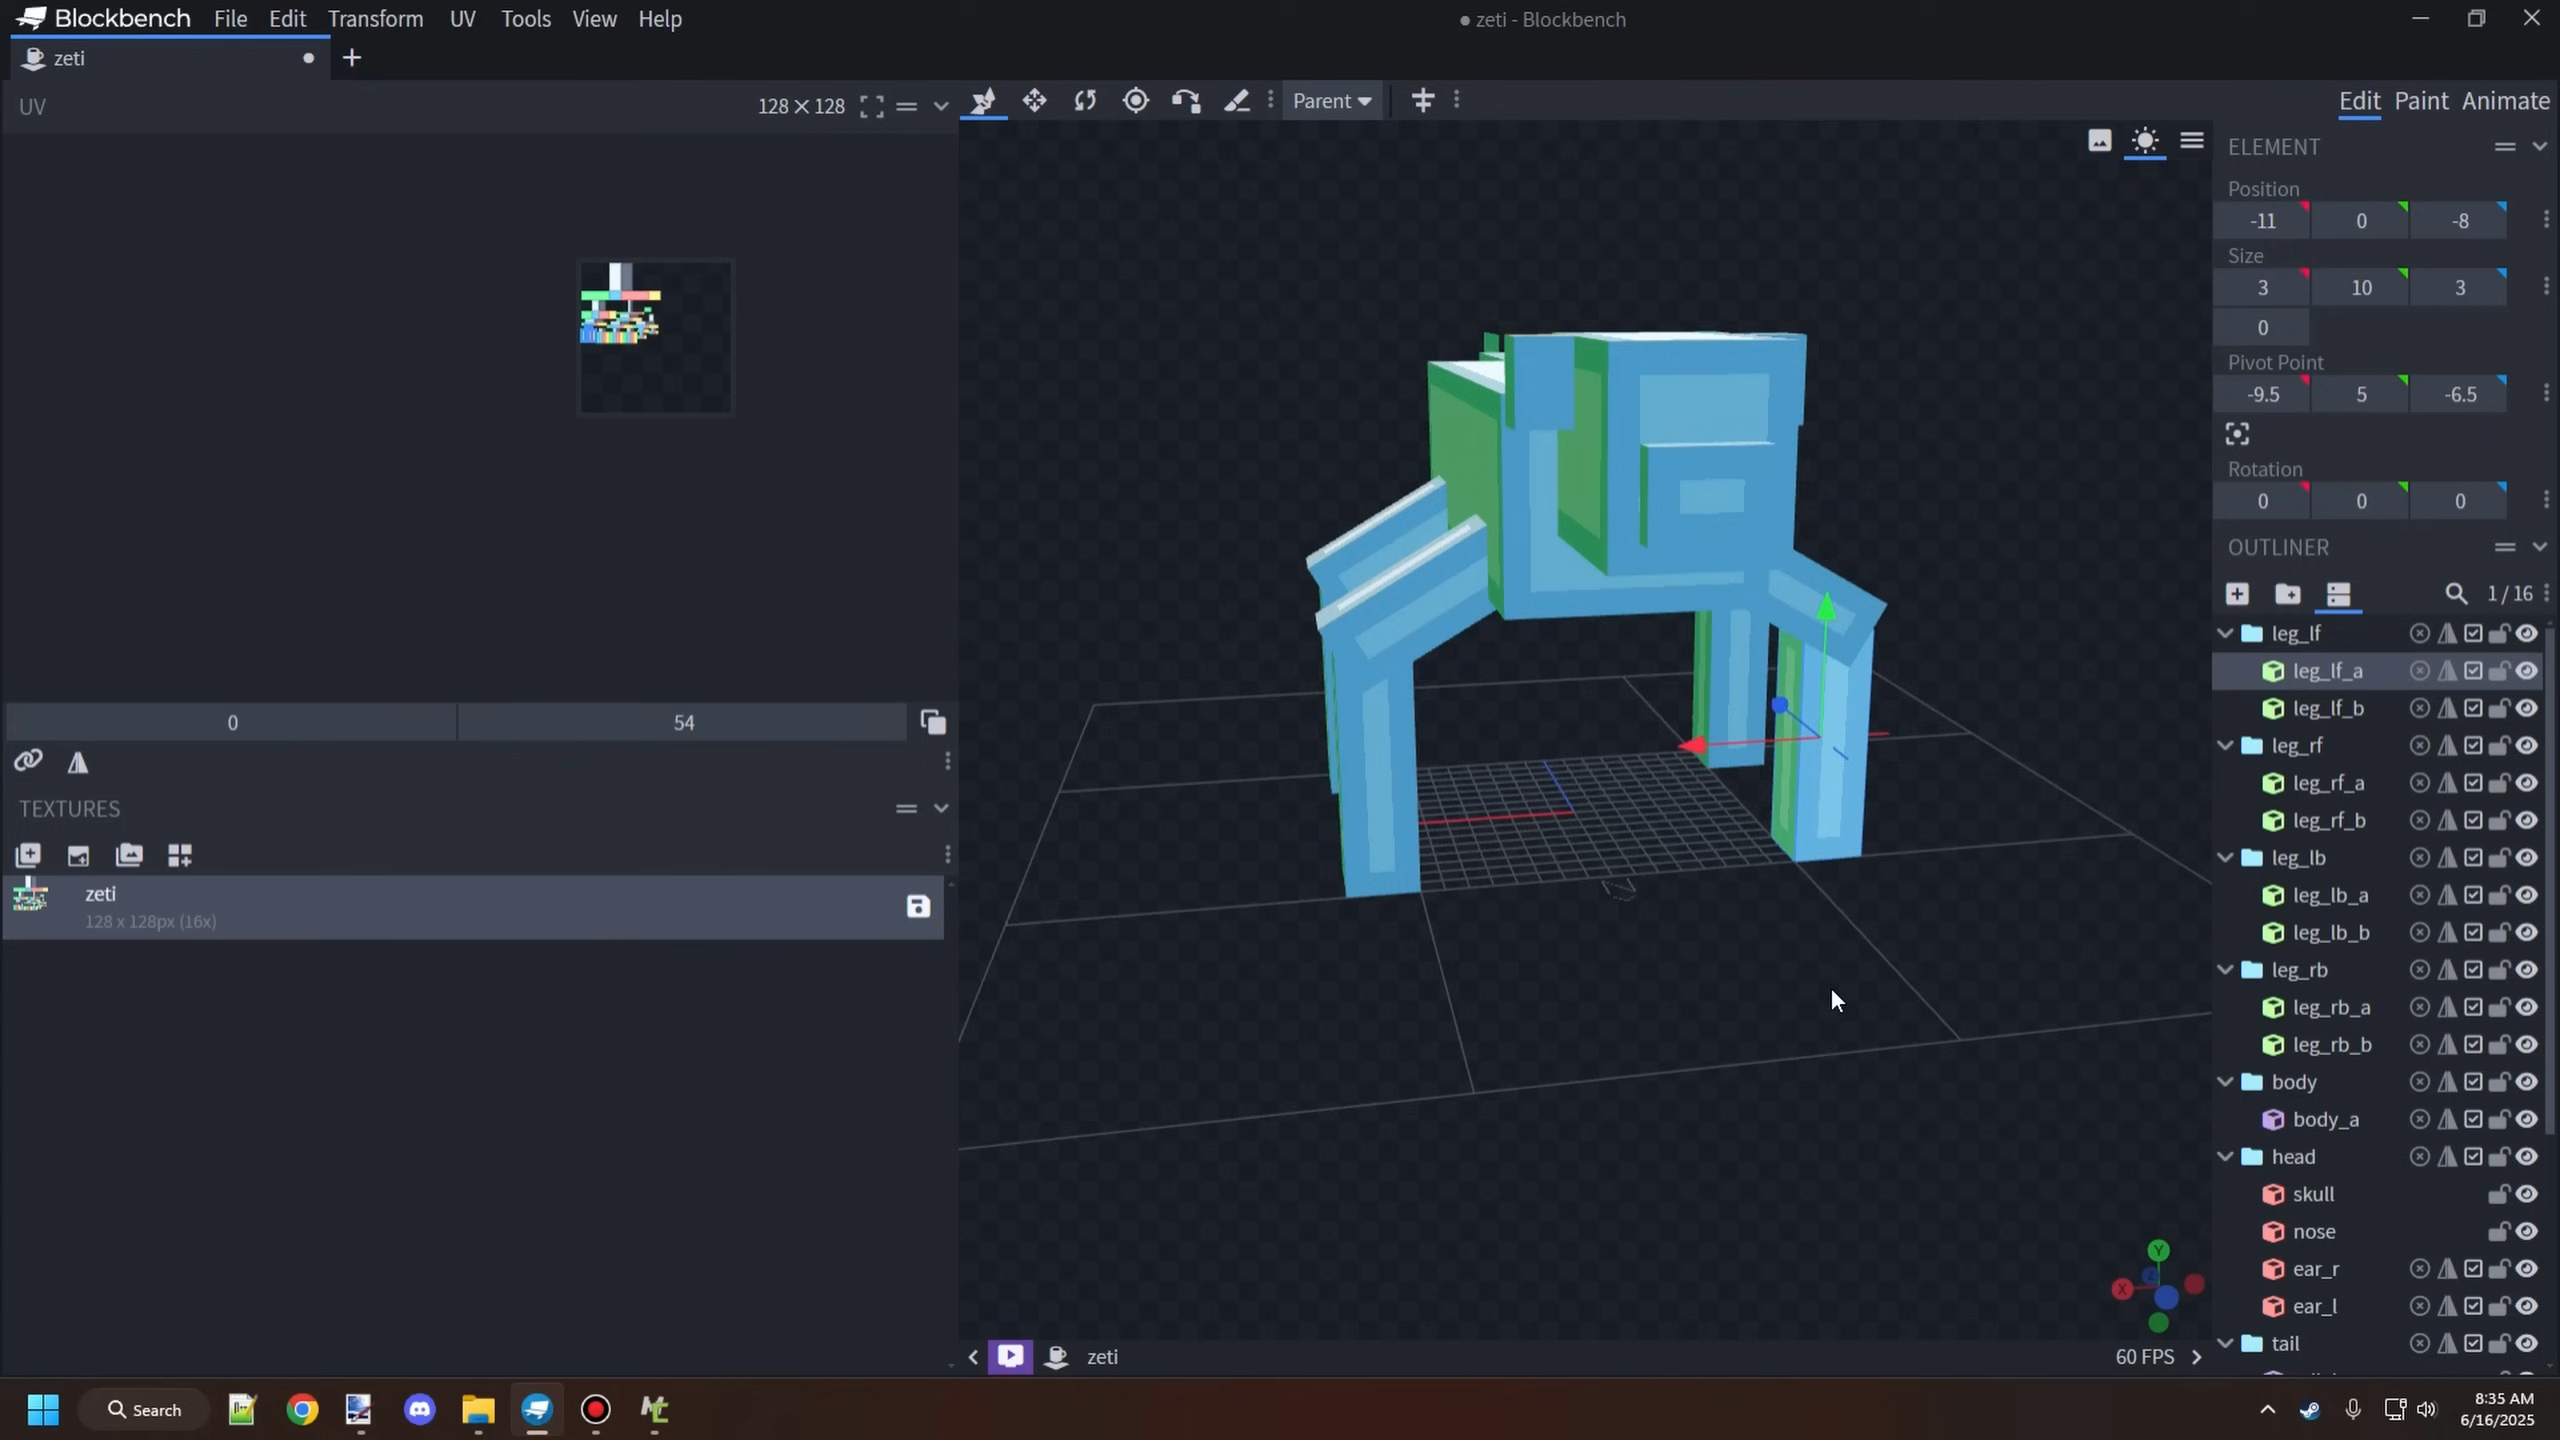 Blockbench File Edit Transform UV Tools View Help
● zeti - Blockbench
zeti
UV
128 × 128
Parent
Edit Paint Animate
ELEMENT
Position
-11 0 -8
Size
3 10 3
0
Pivot Point
-9.5 5 -6.5
Rotation
0 0 0
OUTLINER
1 / 16
leg_lf
leg_lf_a
leg_lf_b
leg_rf
leg_rf_a
leg_rf_b
leg_lb
leg_lb_a
leg_lb_b
leg_rb
leg_rb_a
leg_rb_b
body
body_a
head
skull
nose
ear_r
ear_l
tail
0 54
TEXTURES
zeti
128 x 128px (16x)
Y
X
Z
zeti
60 FPS
Search
8:35 AM
6/16/2025